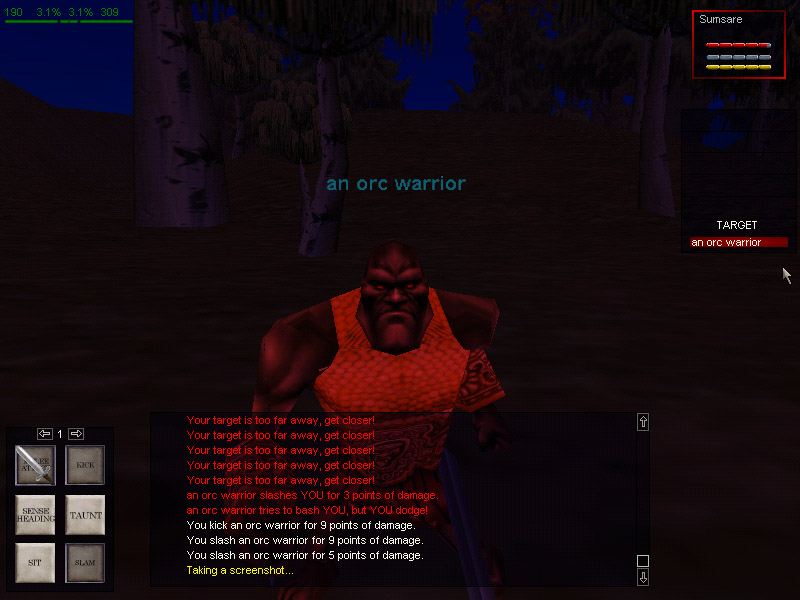 190 3.1% 3.1% 309
Sumsare
an orc warrior
TARGET
an orc warrior
Your target is too far away, get closer!
Your target is too far away, get closer!
Your target is too far away, get closer!
Your target is too far away, get closer!
Your target is too far away, get closer!
an orc warrior slashes YOU for 3 points of damage.
an orc warrior tries to bash YOU, but YOU dodge!
You kick an orc warrior for 9 points of damage.
You slash an orc warrior for 9 points of damage.
You slash an orc warrior for 5 points of damage.
Taking a screenshot...
1
KICK
SENSE
HEADING
TAUNT
SIT
SLAM